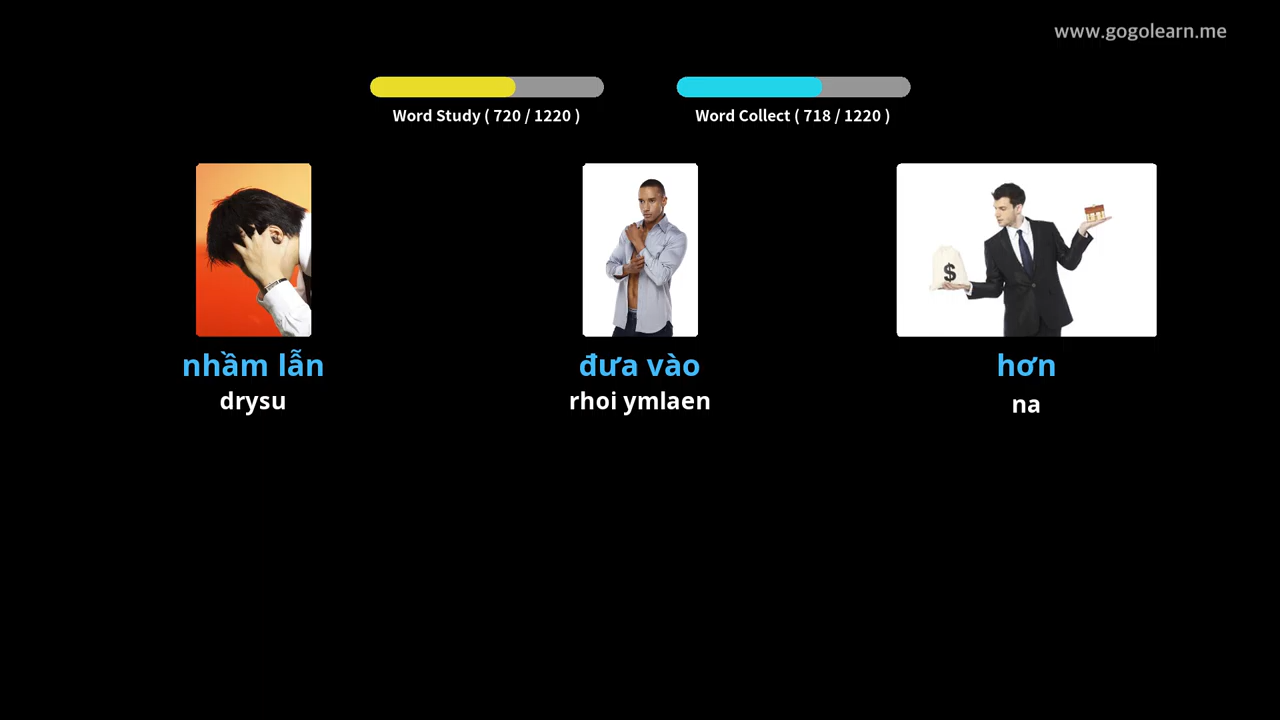 www.gogolearn.me
Word Study ( 720 / 1220 )
Word Collect ( 718 / 1220 )
$
nhầm lẫn
đưa vào
hơn
drysu
rhoi ymlaen
na